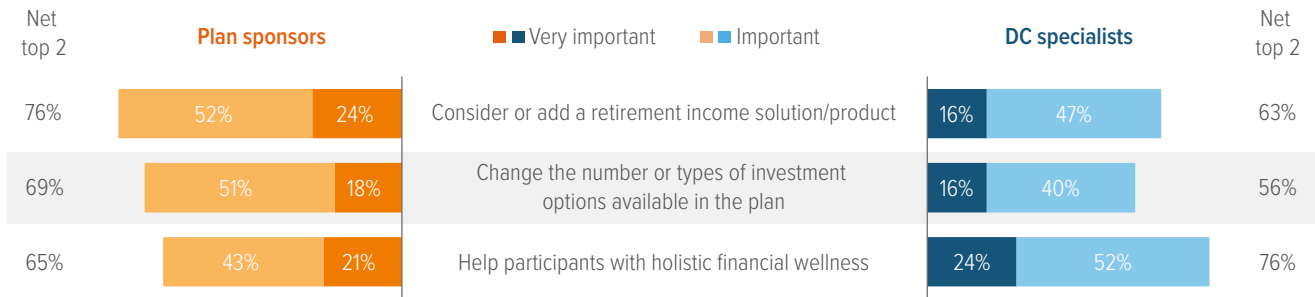 Net
top 2
Plan sponsors
Very important
Important
DC specialists
Net
top 2
76%
52%
24%
Consider or add a retirement income solution/product
16%
47%
63%
69%
51%
18%
Change the number or types of investment
options available in the plan
16%
40%
56%
65%
43%
21%
Help participants with holistic financial wellness
24%
52%
76%